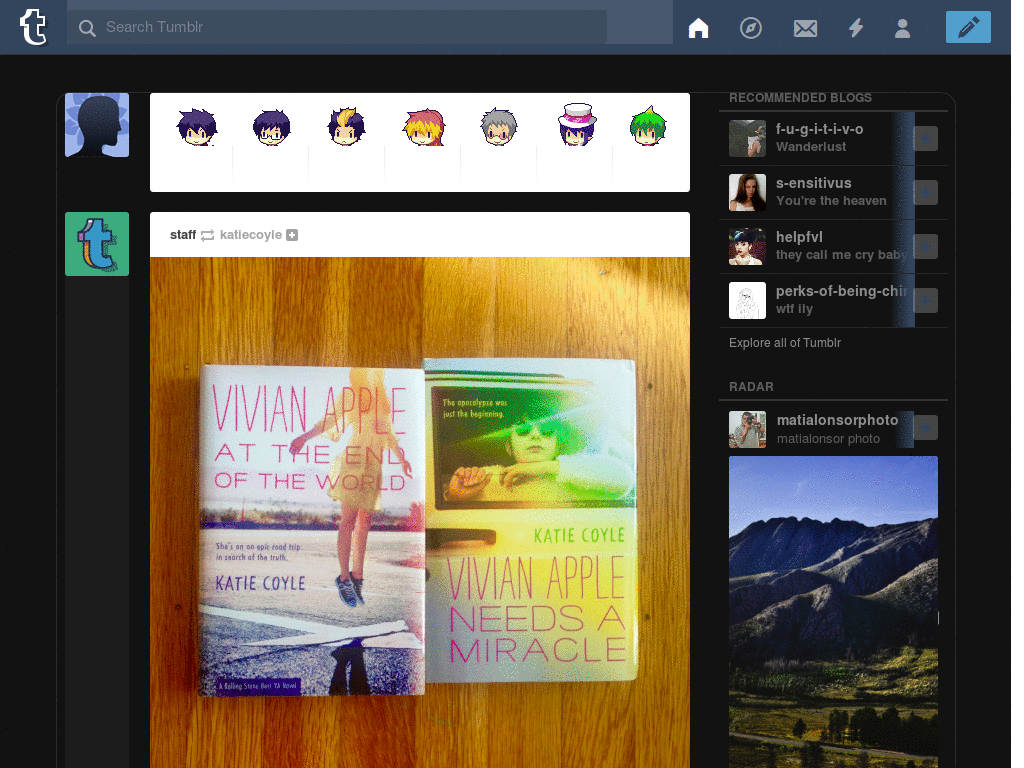 Search Tumblr
RECOMMENDED BLOGS
f-u-g-i-t-i-v-o
Wanderlust
s-ensitivus
You're the heaven
helpfvl
they call me cry baby
perks-of-being-chir
wtf ily
Explore all of Tumblr
RADAR
matialonsorphoto
matialonsor photo
staff katiecoyle
VIVIAN APPLE
AT THE END
OF THE WORLD
She's on an epic road trip
in search of the truth.
KATIE COYLE
A Rolling Stone Best YA Novel
The apocalypse was
just the beginning.
KATIE COYLE
VIVIAN APPLE
NEEDS A
MIRACLE